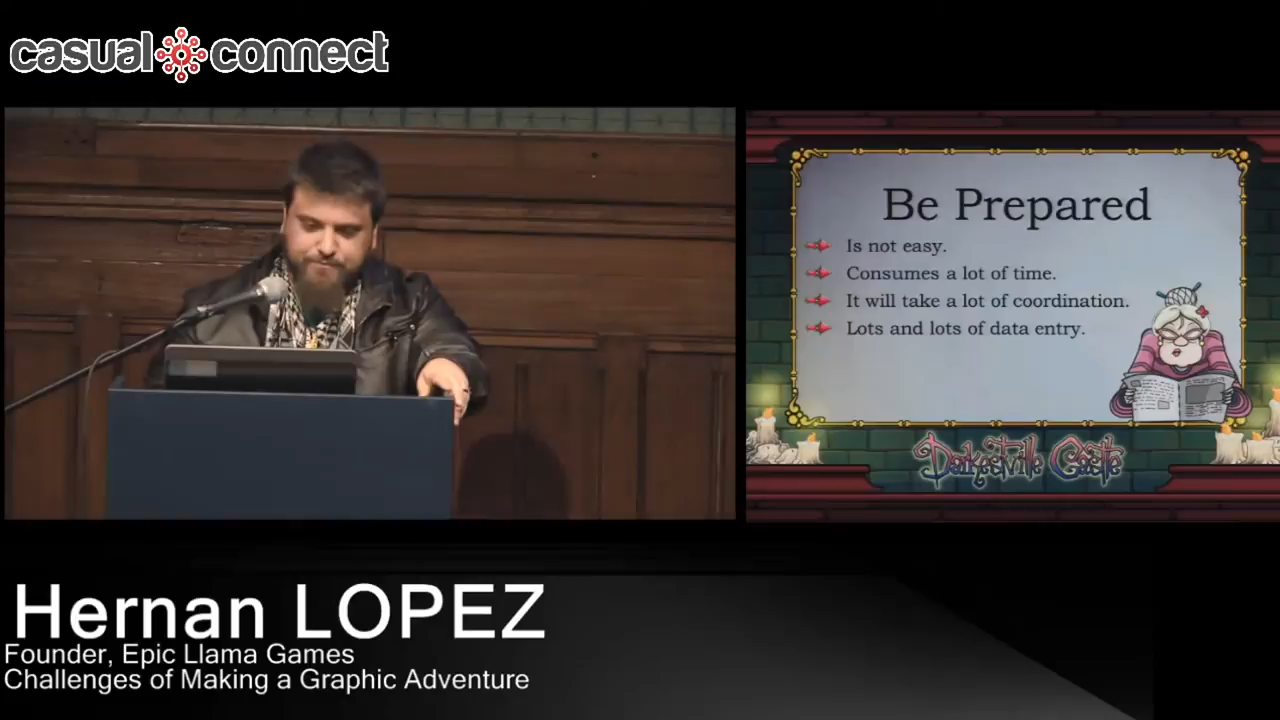 casual connect
Be Prepared
Is not easy.
Consumes a lot of time.
It will take a lot of coordination.
Lots and lots of data entry.
Darkestville Castle
Hernan LOPEZ
Founder, Epic Llama Games
Challenges of Making a Graphic Adventure